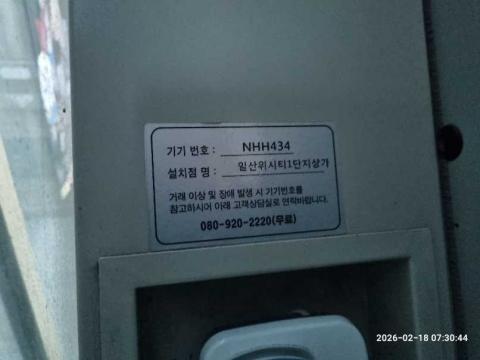 기기 번호 : NHH434
설치점 명 : 일산위시티1단지상가
거래 이상 및 장애 발생 시 기기번호를
참고하시어 아래 고객상담실로 연락바랍니다.
080-920-2220(무료)
2026-02-18 07:30:44